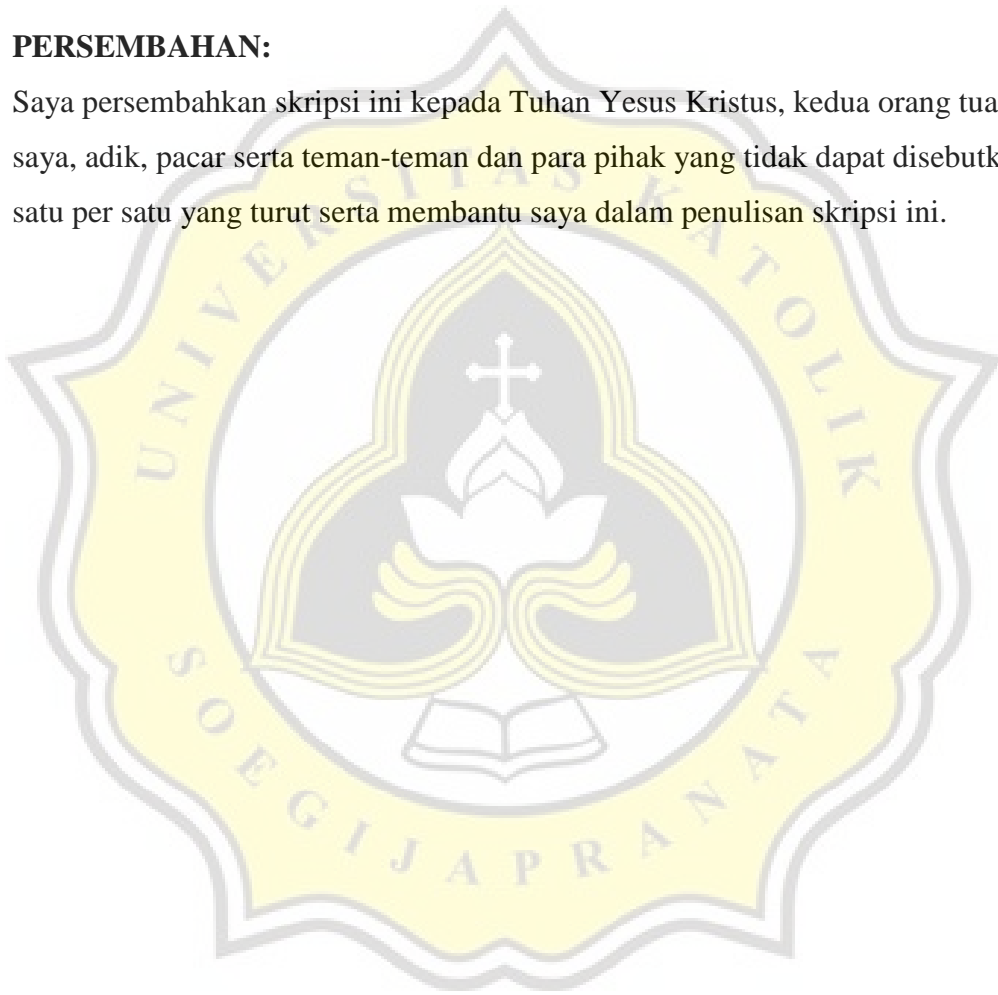 PERSEMBAHAN:
Saya persembahkan skripsi ini kepada Tuhan Yesus Kristus, kedua orang tua
saya, adik, pacar serta teman-teman dan para pihak yang tidak dapat disebutk
satu per satu yang turut serta membantu saya dalam penulisan skripsi ini.
UNIVERSITAS KATOLIK
SOEGIJAPRANATA